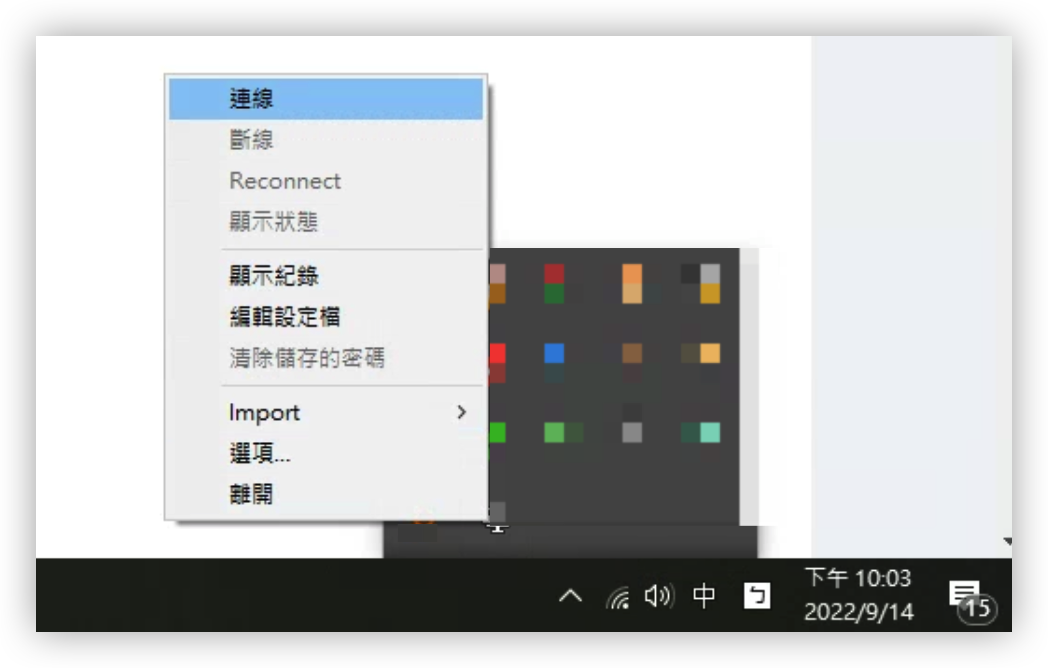 連線
斷線
Reconnect
顯示狀態
顯示紀錄
編輯設定檔
清除儲存的密碼
Import
選項...
離開
中
ㄅ
下午 10:03
2022/9/14
15